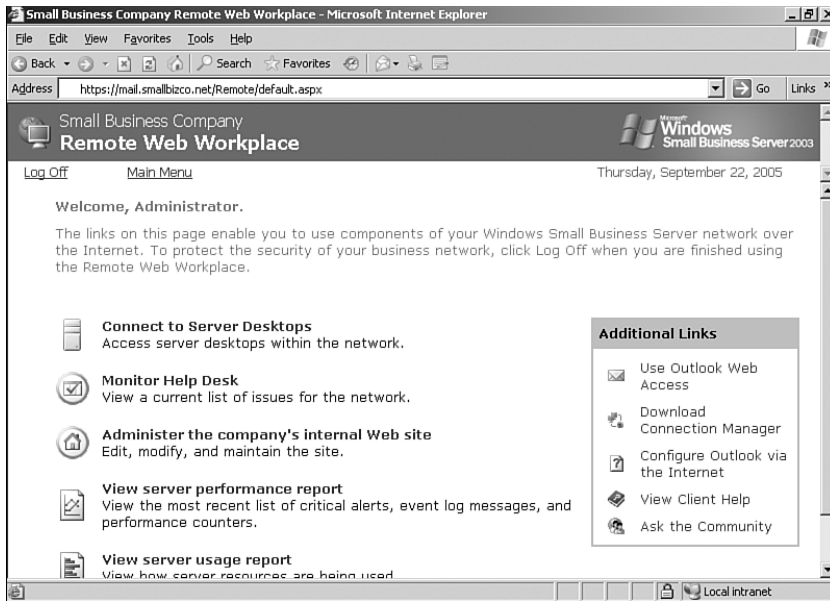 Small Business Company Remote Web Workplace - Microsoft Internet Explorer
File Edit View Favorites Tools Help
Back Search Favorites
Address https://mail.smallbizco.net/Remote/default.aspx Go Links »
Small Business Company
Remote Web Workplace
Microsoft
Windows
Small Business Server 2003
Log Off Main Menu Thursday, September 22, 2005
Welcome, Administrator.
The links on this page enable you to use components of your Windows Small Business Server network over
the Internet. To protect the security of your business network, click Log Off when you are finished using
the Remote Web Workplace.
Connect to Server Desktops
Access server desktops within the network.
Monitor Help Desk
View a current list of issues for the network.
Administer the company's internal Web site
Edit, modify, and maintain the site.
View server performance report
View the most recent list of critical alerts, event log messages, and
performance counters.
View server usage report
View how server resources are being used
Additional Links
Use Outlook Web
Access
Download
Connection Manager
Configure Outlook via
the Internet
View Client Help
Ask the Community
Local intranet